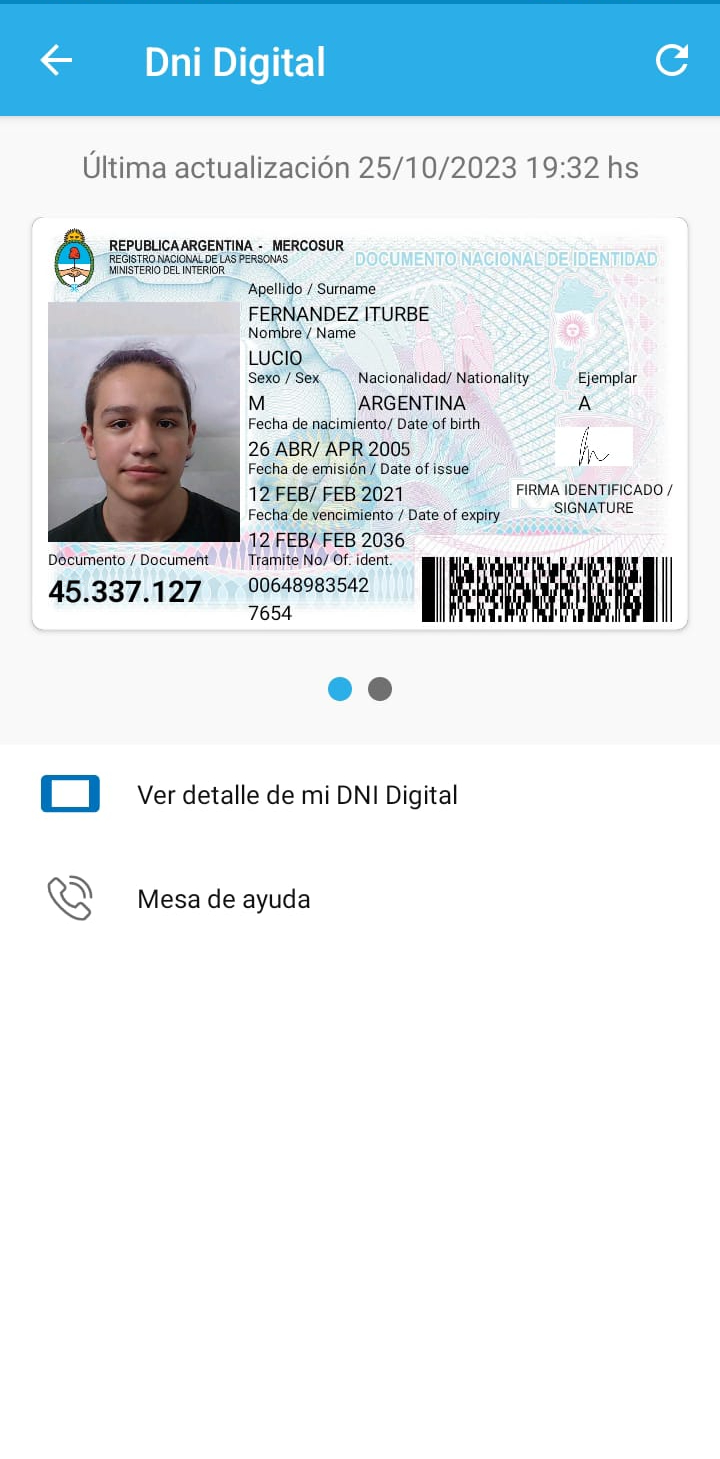 Dni Digital
Última actualización 25/10/2023 19:32 hs
REPUBLICA ARGENTINA - MERCOSUR
REGISTRO NACIONAL DE LAS PERSONAS
MINISTERIO DEL INTERIOR
DOCUMENTO NACIONAL DE IDENTIDAD
Apellido / Surname
FERNANDEZ ITURBE
Nombre / Name
LUCIO
Sexo / Sex Nacionalidad/ Nationality Ejemplar
M ARGENTINA A
Fecha de nacimiento/ Date of birth
26 ABR/ APR 2005
Fecha de emisión / Date of issue
12 FEB/ FEB 2021
FIRMA IDENTIFICADO /
SIGNATURE
Fecha de vencimiento / Date of expiry
12 FEB/ FEB 2036
Documento / Document
45.337.127
Tramite No/ Of. ident.
00648983542
7654
Ver detalle de mi DNI Digital
Mesa de ayuda